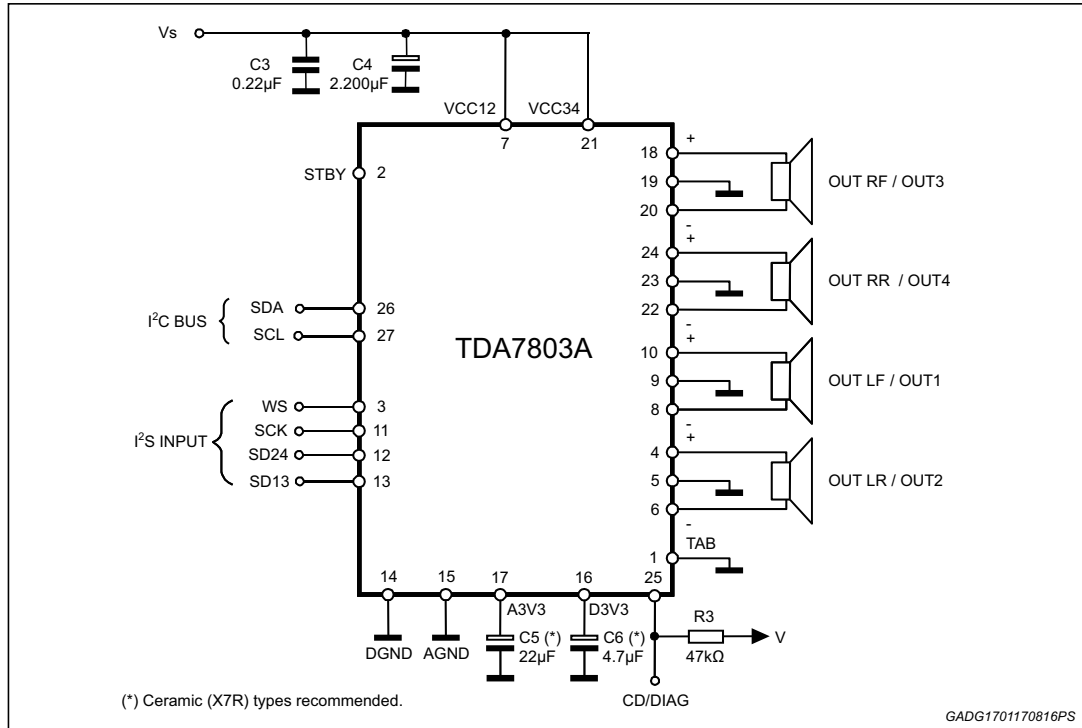 Vs
C3
0.22µF
C4
2.200µF
VCC12
VCC34
7
21
STBY
2
18
+
19
20
-
OUT RF / OUT3
+
24
23
22
-
OUT RR / OUT4
I²C BUS
SDA
26
SCL
27
TDA7803A
+
10
9
8
-
OUT LF / OUT1
I²S INPUT
WS
3
SCK
11
SD24
12
SD13
13
+
4
5
6
-
OUT LR / OUT2
TAB
1
14
15
17
16
25
A3V3
D3V3
DGND
AGND
C5 (*)
22µF
C6 (*)
4.7µF
R3
47kΩ
V
CD/DIAG
(*) Ceramic (X7R) types recommended.
GADG1701170816PS